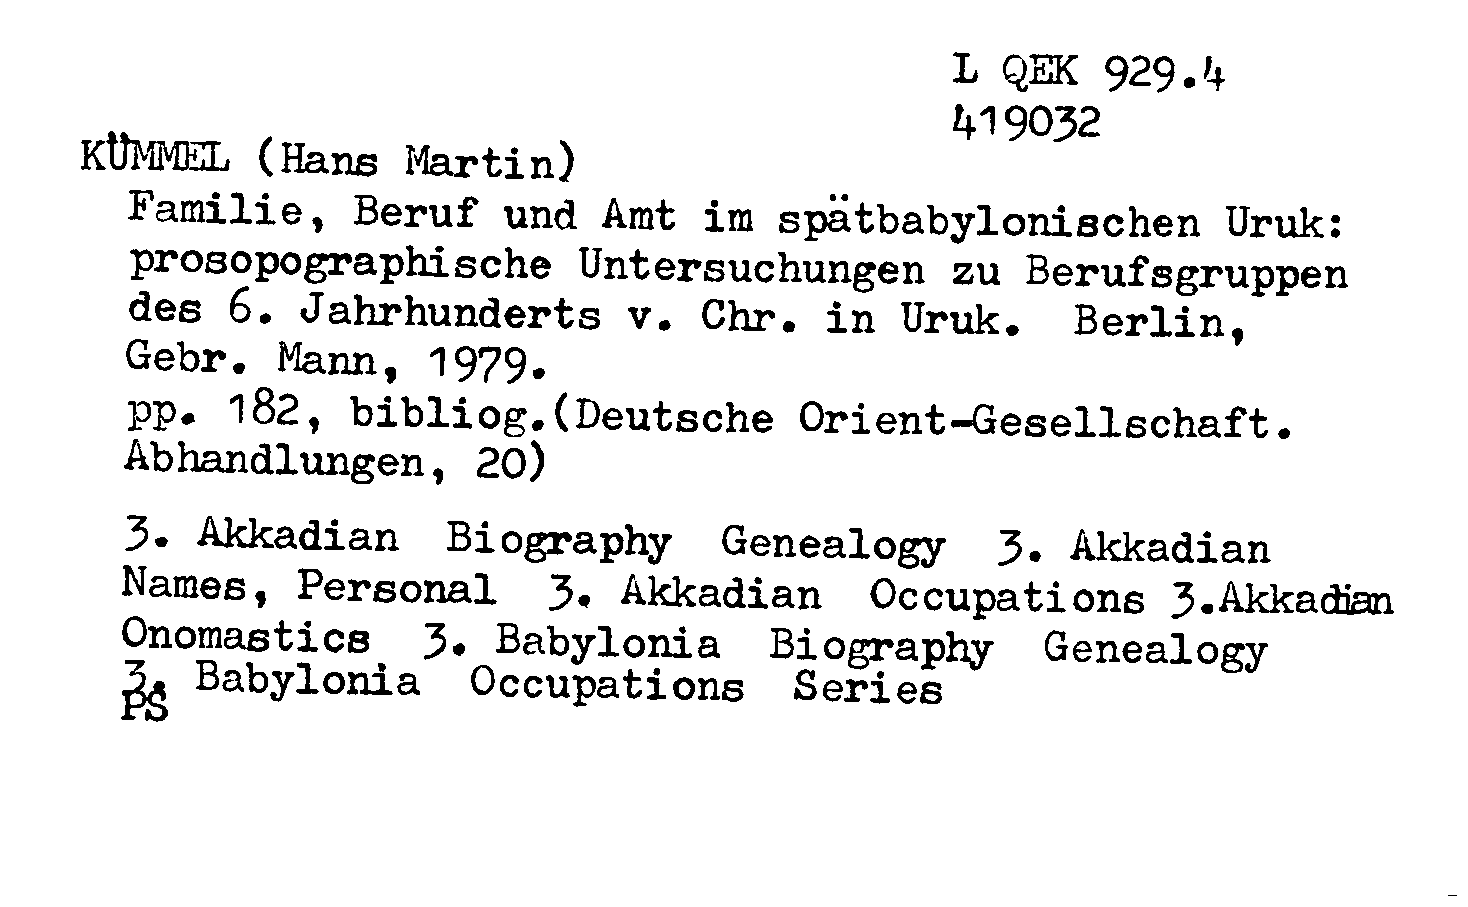 L QEK 929.4
419032
KÜMMEL (Hans Martin)
Familie, Beruf und Amt im spätbabylonischen Uruk:
prosopographische Untersuchungen zu Berufsgruppen
des 6. Jahrhunderts v. Chr. in Uruk. Berlin,
Gebr. Mann, 1979.
pp. 182, bibliog.(Deutsche Orient-Gesellschaft.
Abhandlungen, 20)
3. Akkadian Biography Genealogy 3. Akkadian
Names, Personal 3. Akkadian Occupations 3.Akkadian
Onomastics 3. Babylonia Biography Genealogy
3. Babylonia Occupations Series
PS